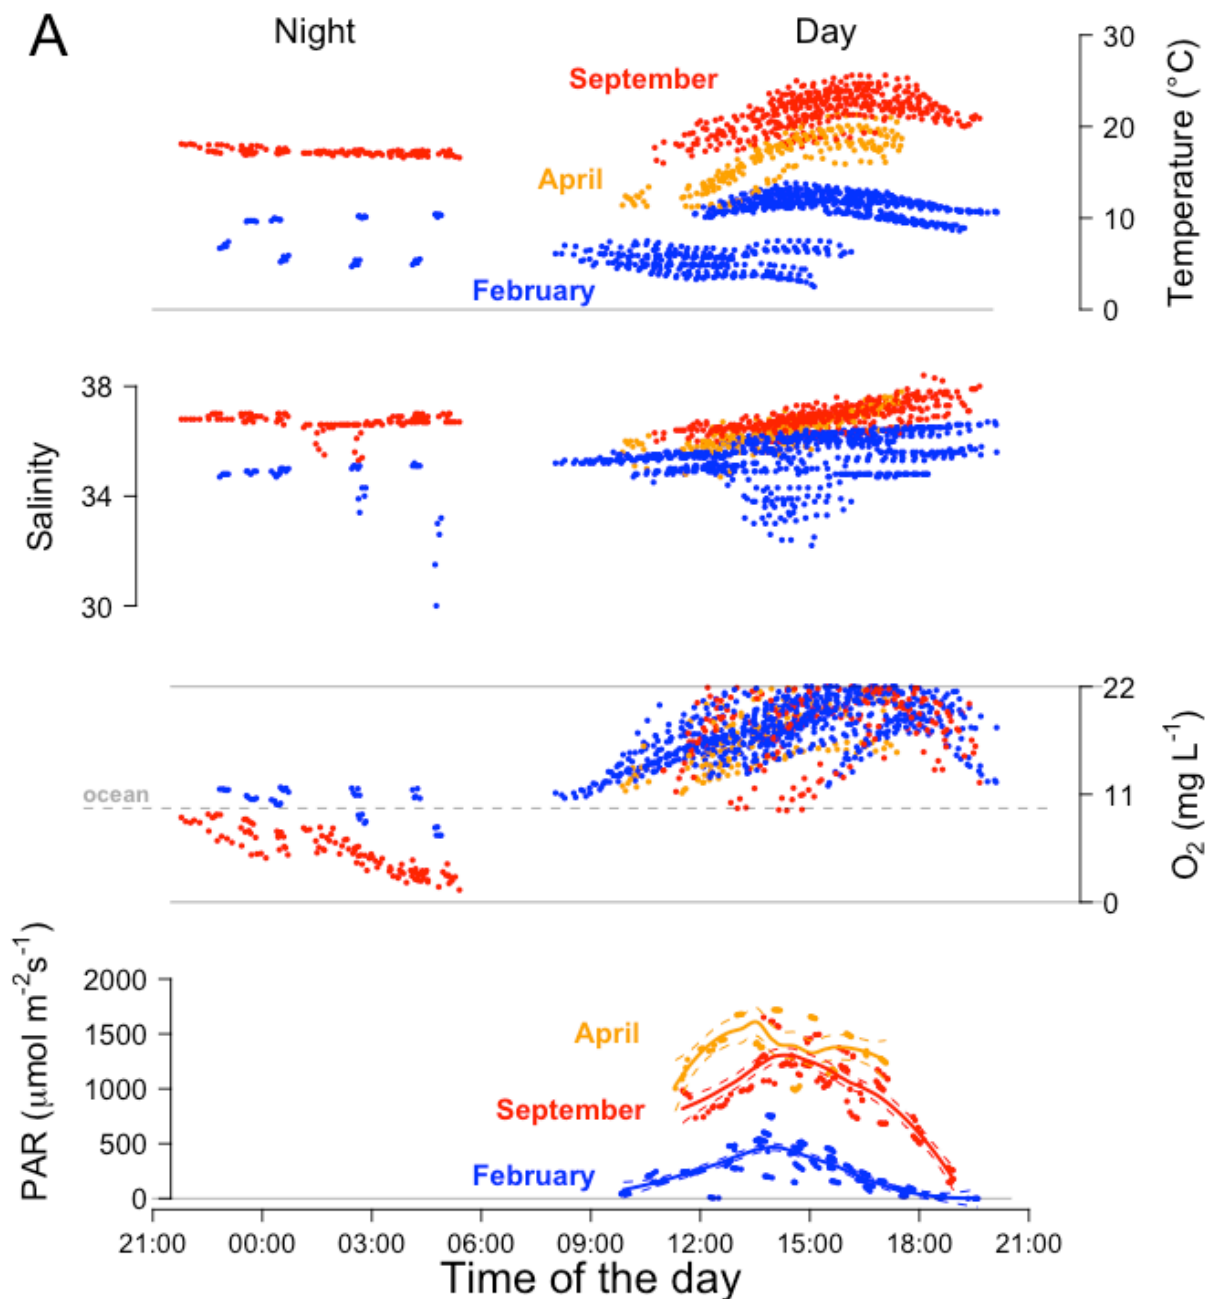 A
Night
Day
September
April
February
30
20
10
0
Temperature (°C)
38
34
30
Salinity
ocean
22
11
0
O₂ (mg L⁻¹)
2000
1500
1000
500
0
PAR (μmol m⁻²s⁻¹)
April
September
February
21:00 00:00 03:00 06:00 09:00 12:00 15:00 18:00 21:00
Time of the day